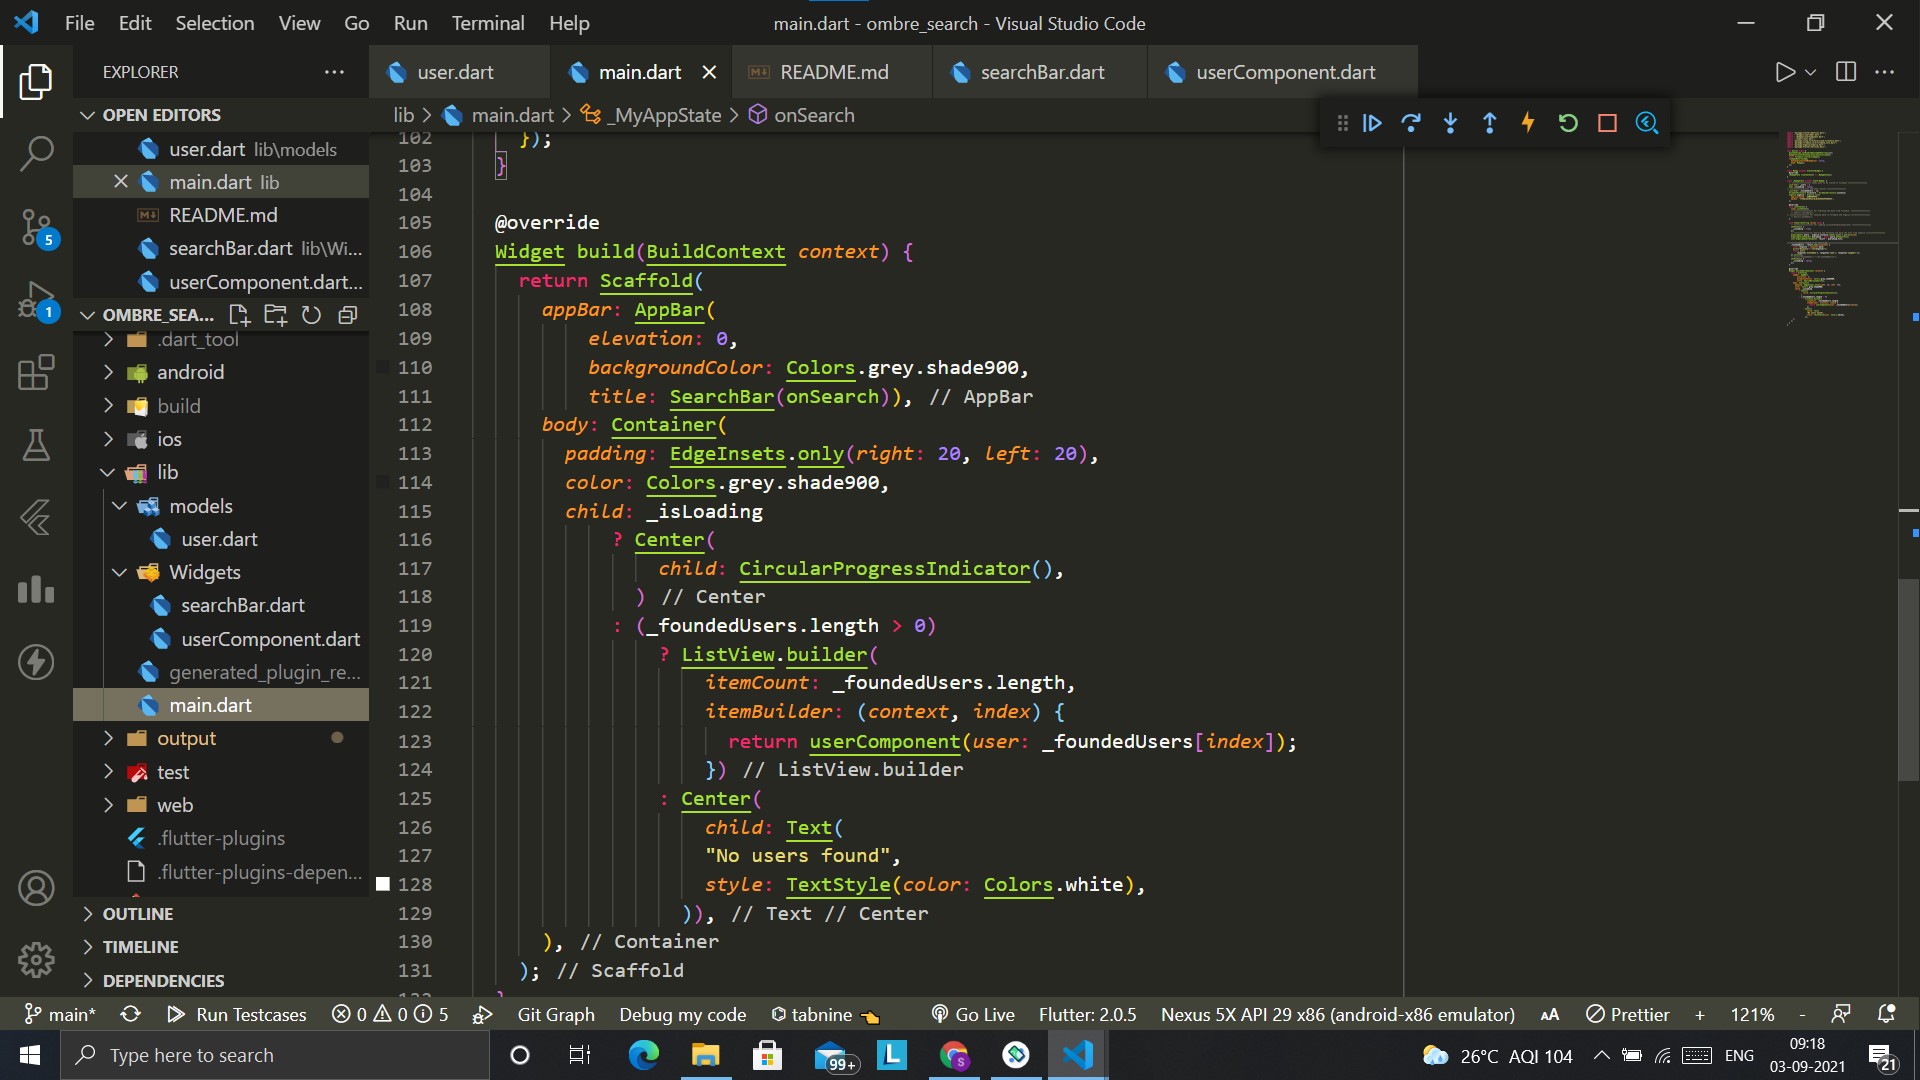 File Edit Selection View Go Run Terminal Help
main.dart - ombre_search - Visual Studio Code
EXPLORER
user.dart
main.dart
README.md
searchBar.dart
userComponent.dart
OPEN EDITORS
user.dart lib\models
main.dart lib
README.md
searchBar.dart lib\Wi...
userComponent.dart...
OMBRE_SEA...
.dart_tool
android
build
ios
lib
models
user.dart
Widgets
searchBar.dart
userComponent.dart
generated_plugin_re...
main.dart
output
test
web
.flutter-plugins
.flutter-plugins-depen...
OUTLINE
TIMELINE
DEPENDENCIES
5
1
lib > main.dart > _MyAppState > onSearch
102 });
103 }
104
105 @override
106 Widget build(BuildContext context) {
107 return Scaffold(
108 appBar: AppBar(
109 elevation: 0,
110 backgroundColor: Colors.grey.shade900,
111 title: SearchBar(onSearch)), // AppBar
112 body: Container(
113 padding: EdgeInsets.only(right: 20, left: 20),
114 color: Colors.grey.shade900,
115 child: _isLoading
116 ? Center(
117 child: CircularProgressIndicator(),
118 ) // Center
119 : (_foundedUsers.length > 0)
120 ? ListView.builder(
121 itemCount: _foundedUsers.length,
122 itemBuilder: (context, index) {
123 return userComponent(user: _foundedUsers[index]);
124 }) // ListView.builder
125 : Center(
126 child: Text(
127 "No users found",
128 style: TextStyle(color: Colors.white),
129 )), // Text // Center
130 ), // Container
131 ); // Scaffold
main* Run Testcases 0 0 5 Git Graph Debug my code tabnine Go Live Flutter: 2.0.5 Nexus 5X API 29 x86 (android-x86 emulator) AA Prettier + 121% -
Type here to search
99+
L
S
26°C AQI 104
ENG
09:18
03-09-2021
21